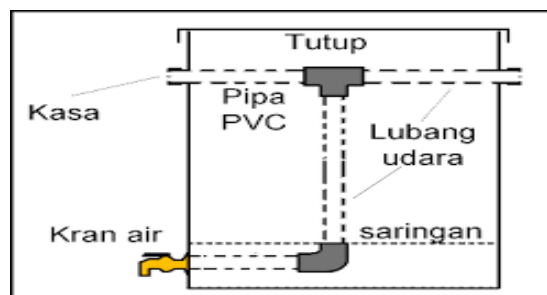 Tutup
Kasa
Pipa
PVC
Lubang
udara
Kran air
saringan